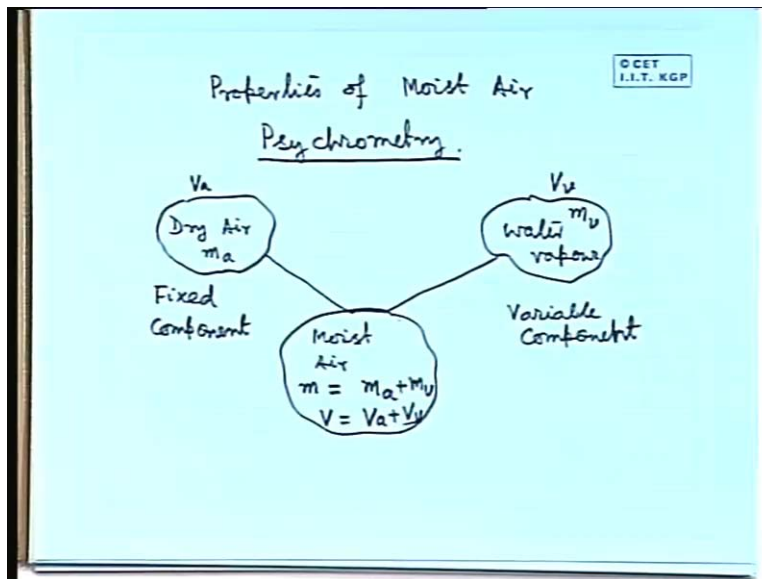 © CET
I.I.T. KGP
Properties of Moist Air
Psychrometry.
Va
Vv
Dry Air
ma
Water mv
vapour
Fixed
Component
Variable
Component
Moist
Air
m = ma + mv
V = Va + Vv